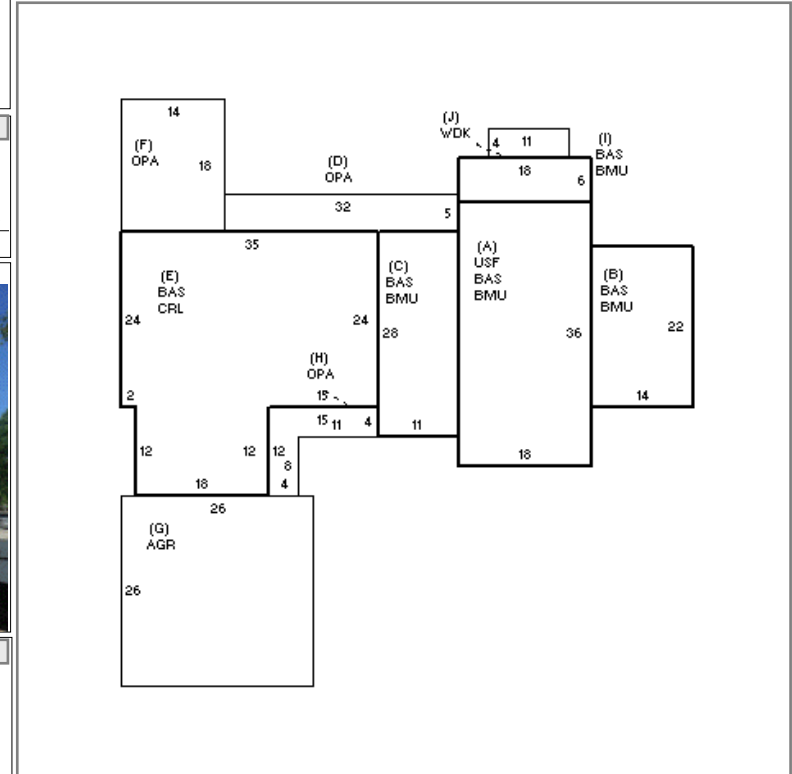 14
(F)
OPA
18
(D)
OPA
32
5
(J)
WDK
4 11
18
6
(I)
BAS
BMU
35
(E)
BAS
CRL
24
24
2
(C)
BAS
BMU
28
(A)
USF
BAS
BMU
36
(B)
BAS
BMU
22
14
(H)
OPA
15
15 11 4
11
12
12
12
8
4
18
18
26
(G)
AGR
26